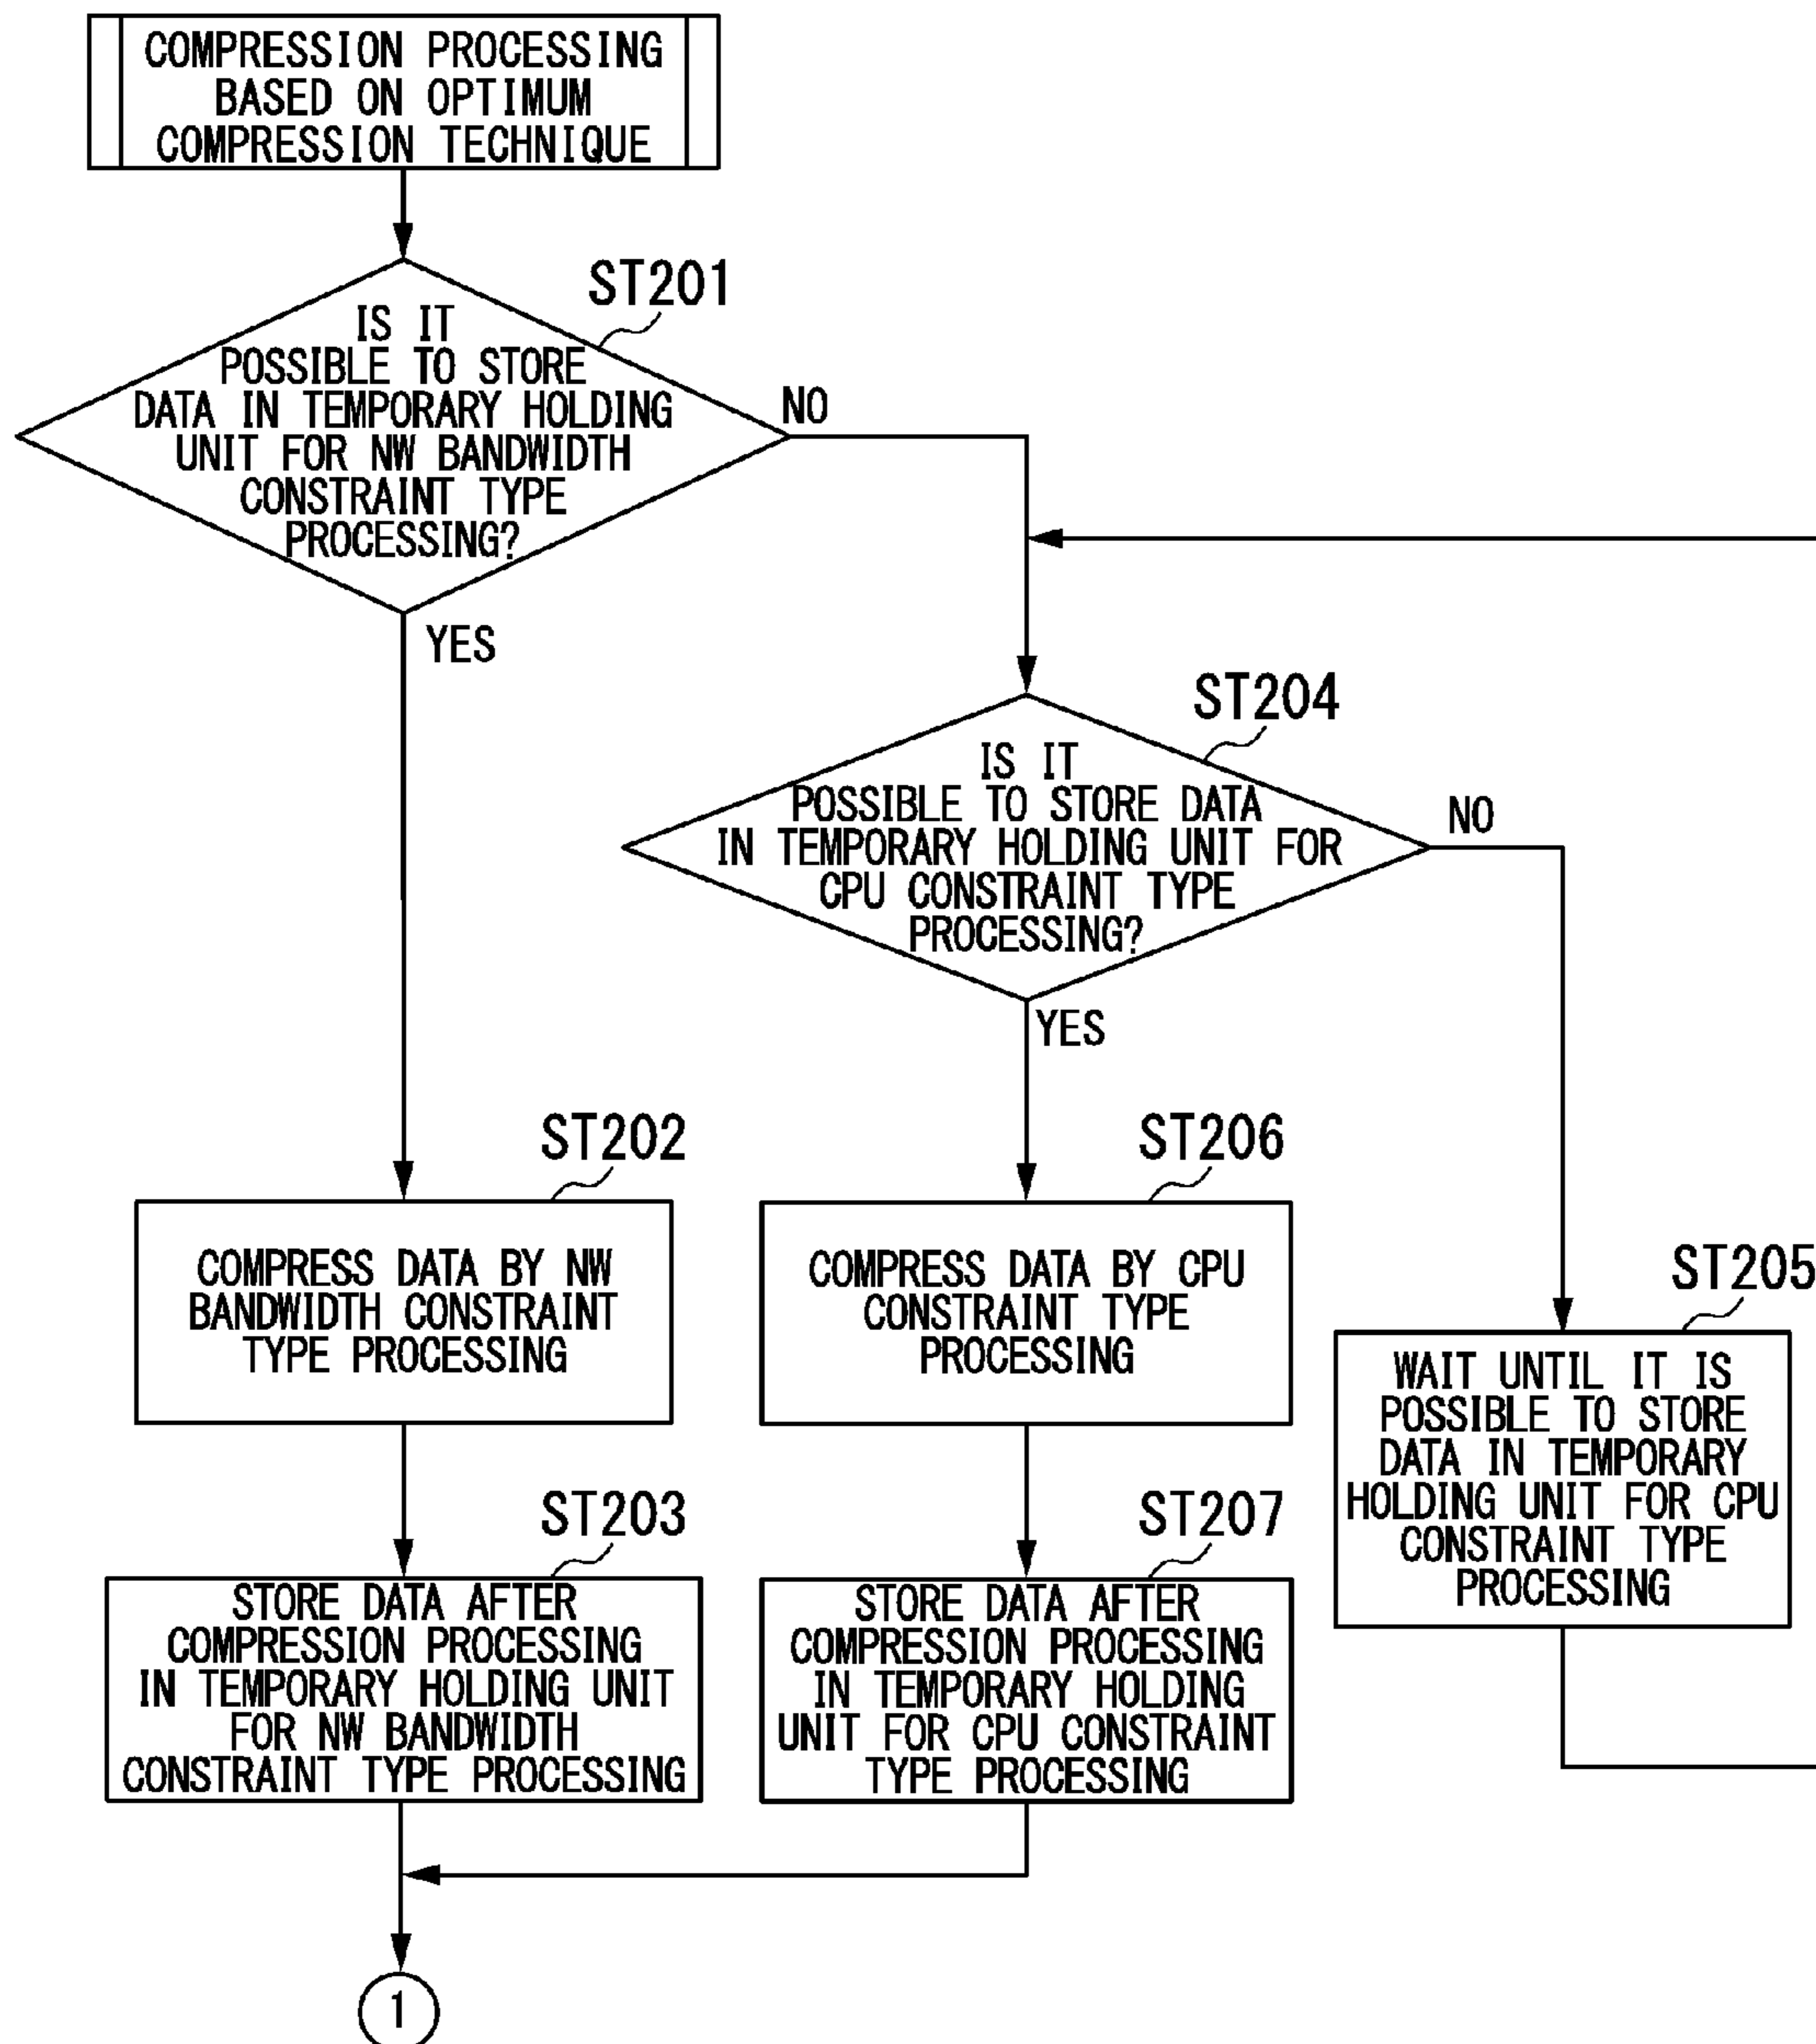 COMPRESSION PROCESSING
BASED ON OPTIMUM
COMPRESSION TECHNIQUE
ST201
IS IT
POSSIBLE TO STORE
DATA IN TEMPORARY HOLDING
UNIT FOR NW BANDWIDTH
CONSTRAINT TYPE
PROCESSING?
NO
YES
ST204
IS IT
POSSIBLE TO STORE DATA
IN TEMPORARY HOLDING UNIT FOR
CPU CONSTRAINT TYPE
PROCESSING?
NO
YES
ST202
COMPRESS DATA BY NW
BANDWIDTH CONSTRAINT
TYPE PROCESSING
ST206
COMPRESS DATA BY CPU
CONSTRAINT TYPE
PROCESSING
ST205
WAIT UNTIL IT IS
POSSIBLE TO STORE
DATA IN TEMPORARY
HOLDING UNIT FOR CPU
CONSTRAINT TYPE
PROCESSING
ST203
STORE DATA AFTER
COMPRESSION PROCESSING
IN TEMPORARY HOLDING UNIT
FOR NW BANDWIDTH
CONSTRAINT TYPE PROCESSING
ST207
STORE DATA AFTER
COMPRESSION PROCESSING
IN TEMPORARY HOLDING
UNIT FOR CPU CONSTRAINT
TYPE PROCESSING
1